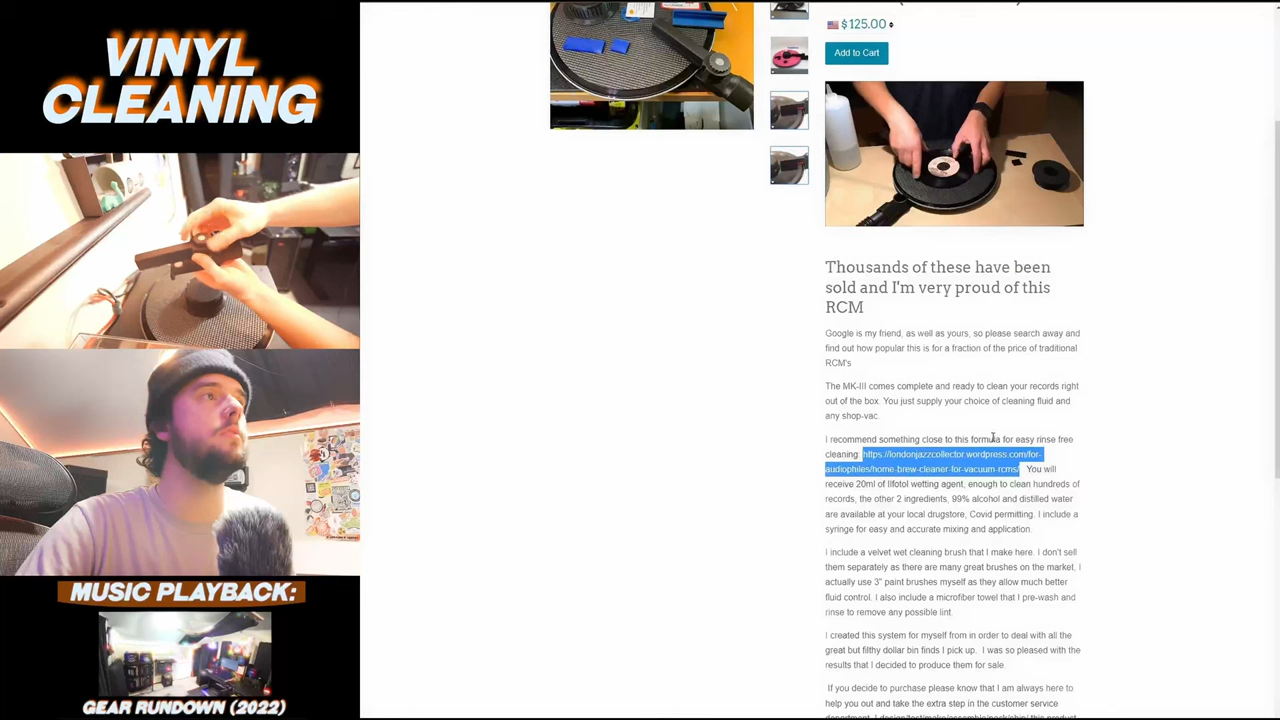 VINYL
CLEANING
MUSIC PLAYBACK:
GEAR RUNDOWN (2022)
$125.00
Add to Cart
Thousands of these have been
sold and I'm very proud of this
RCM
Google is my friend, as well as yours, so please search away and
find out how popular this is for a fraction of the price of traditional
RCM's
The MK-III comes complete and ready to clean your records right
out of the box. You just supply your choice of cleaning fluid and
any shop-vac.
I recommend something close to this formula for easy rinse free
cleaning https://londonjazzcollector.wordpress.com/for-
audiophiles/home-brew-cleaner-for-vacuum-rcms/ You will
receive 20ml of Ilfotol wetting agent, enough to clean hundreds of
records, the other 2 ingredients, 99% alcohol and distilled water
are available at your local drugstore, Covid permitting. I include a
syringe for easy and accurate mixing and application.
I include a velvet wet cleaning brush that I make here. I don't sell
them separately as there are many great brushes on the market, I
actually use 3" paint brushes myself as they allow much better
fluid control. I also include a microfiber towel that I pre-wash and
rinse to remove any possible lint.
I created this system for myself from in order to deal with all the
great but filthy dollar bin finds I pick up. I was so pleased with the
results that I decided to produce them for sale.
If you decide to purchase please know that I am always here to
help you out and take the extra step in the customer service
department. I design/test/make/assemble/pack/ship/ this product